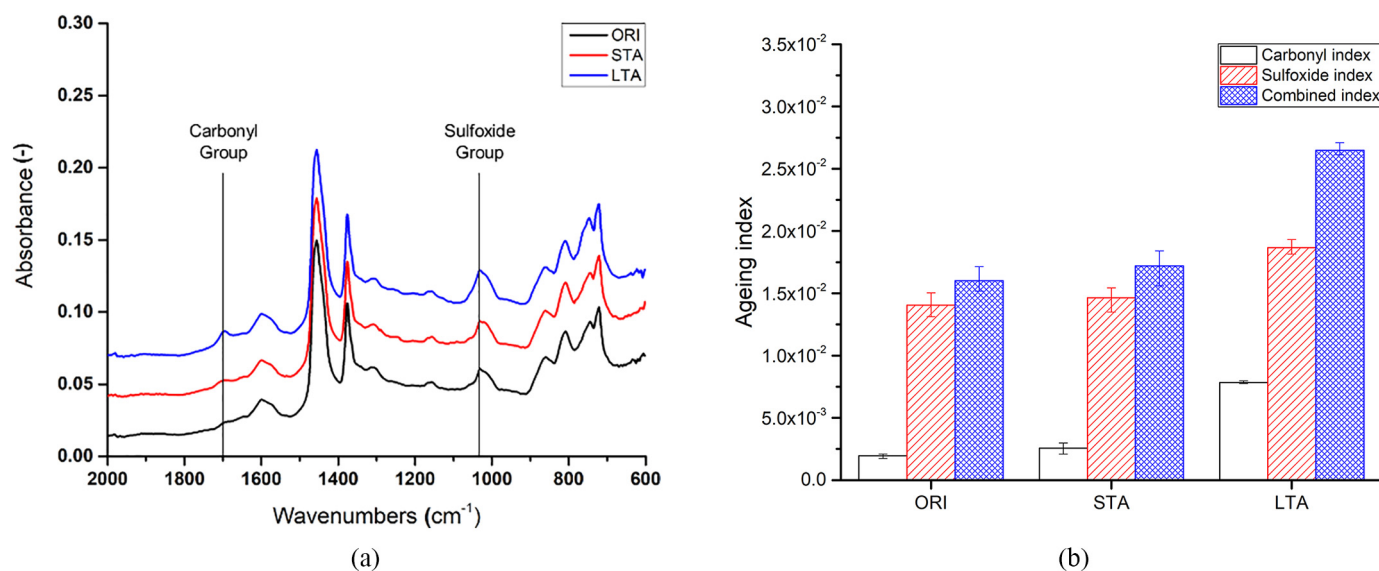 0.30
0.25
0.20
0.15
0.10
0.05
0.00
Absorbance (-)
ORI
STA
LTA
Carbonyl
Group
Sulfoxide
Group
2000 1800 1600 1400 1200 1000 800 600
Wavenumbers (cm⁻¹)
(a)
3.5x10⁻²
3.0x10⁻²
2.5x10⁻²
2.0x10⁻²
1.5x10⁻²
1.0x10⁻²
5.0x10⁻³
0.0
Ageing index
Carbonyl index
Sulfoxide index
Combined index
ORI STA LTA
(b)